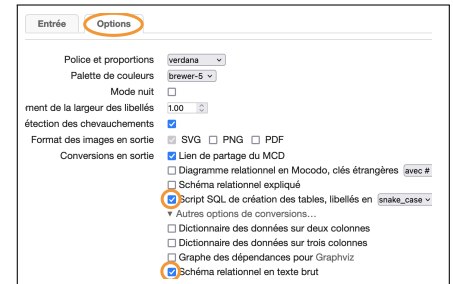 Entrée Options
Police et proportions verdana
Palette de couleurs brewer-5
Mode nuit
ment de la largeur des libellés 1.00
étection des chevauchements
Format des images en sortie SVG PNG PDF
Conversions en sortie Lien de partage du MCD
Diagramme relationnel en Mocodo, clés étrangères avec #
Schéma relationnel expliqué
Script SQL de création des tables, libellés en snake_case
▾ Autres options de conversions…
Dictionnaire des données sur deux colonnes
Dictionnaire des données sur trois colonnes
Graphe des dépendances pour Graphviz
Schéma relationnel en texte brut